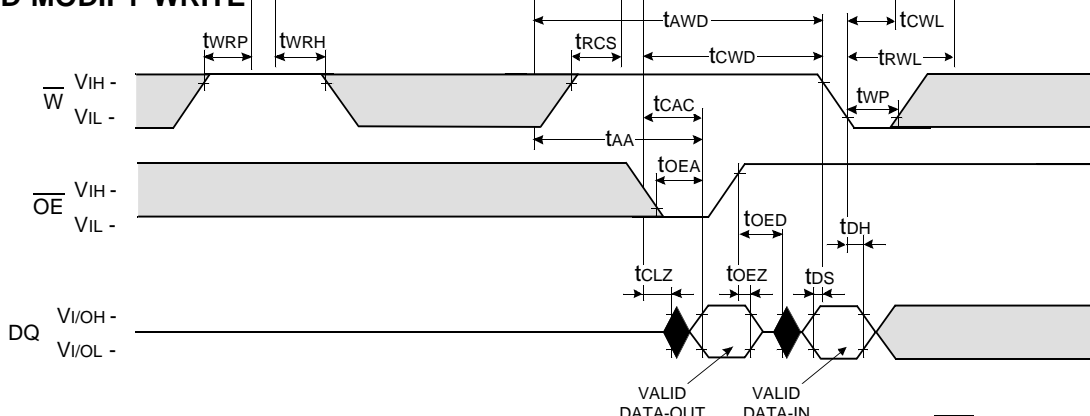 D-MODIFY-WRITE
tAWD
tCWL
tWRP
tWRH
tRCS
tCWD
tRWL
W
VIH -
VIL -
tWP
tCAC
tAA
tOEA
OE
VIH -
VIL -
tOED
tDH
tCLZ
tOEZ
tDS
DQ
VI/OH -
VI/OL -
VALID
DATA-OUT
VALID
DATA-IN